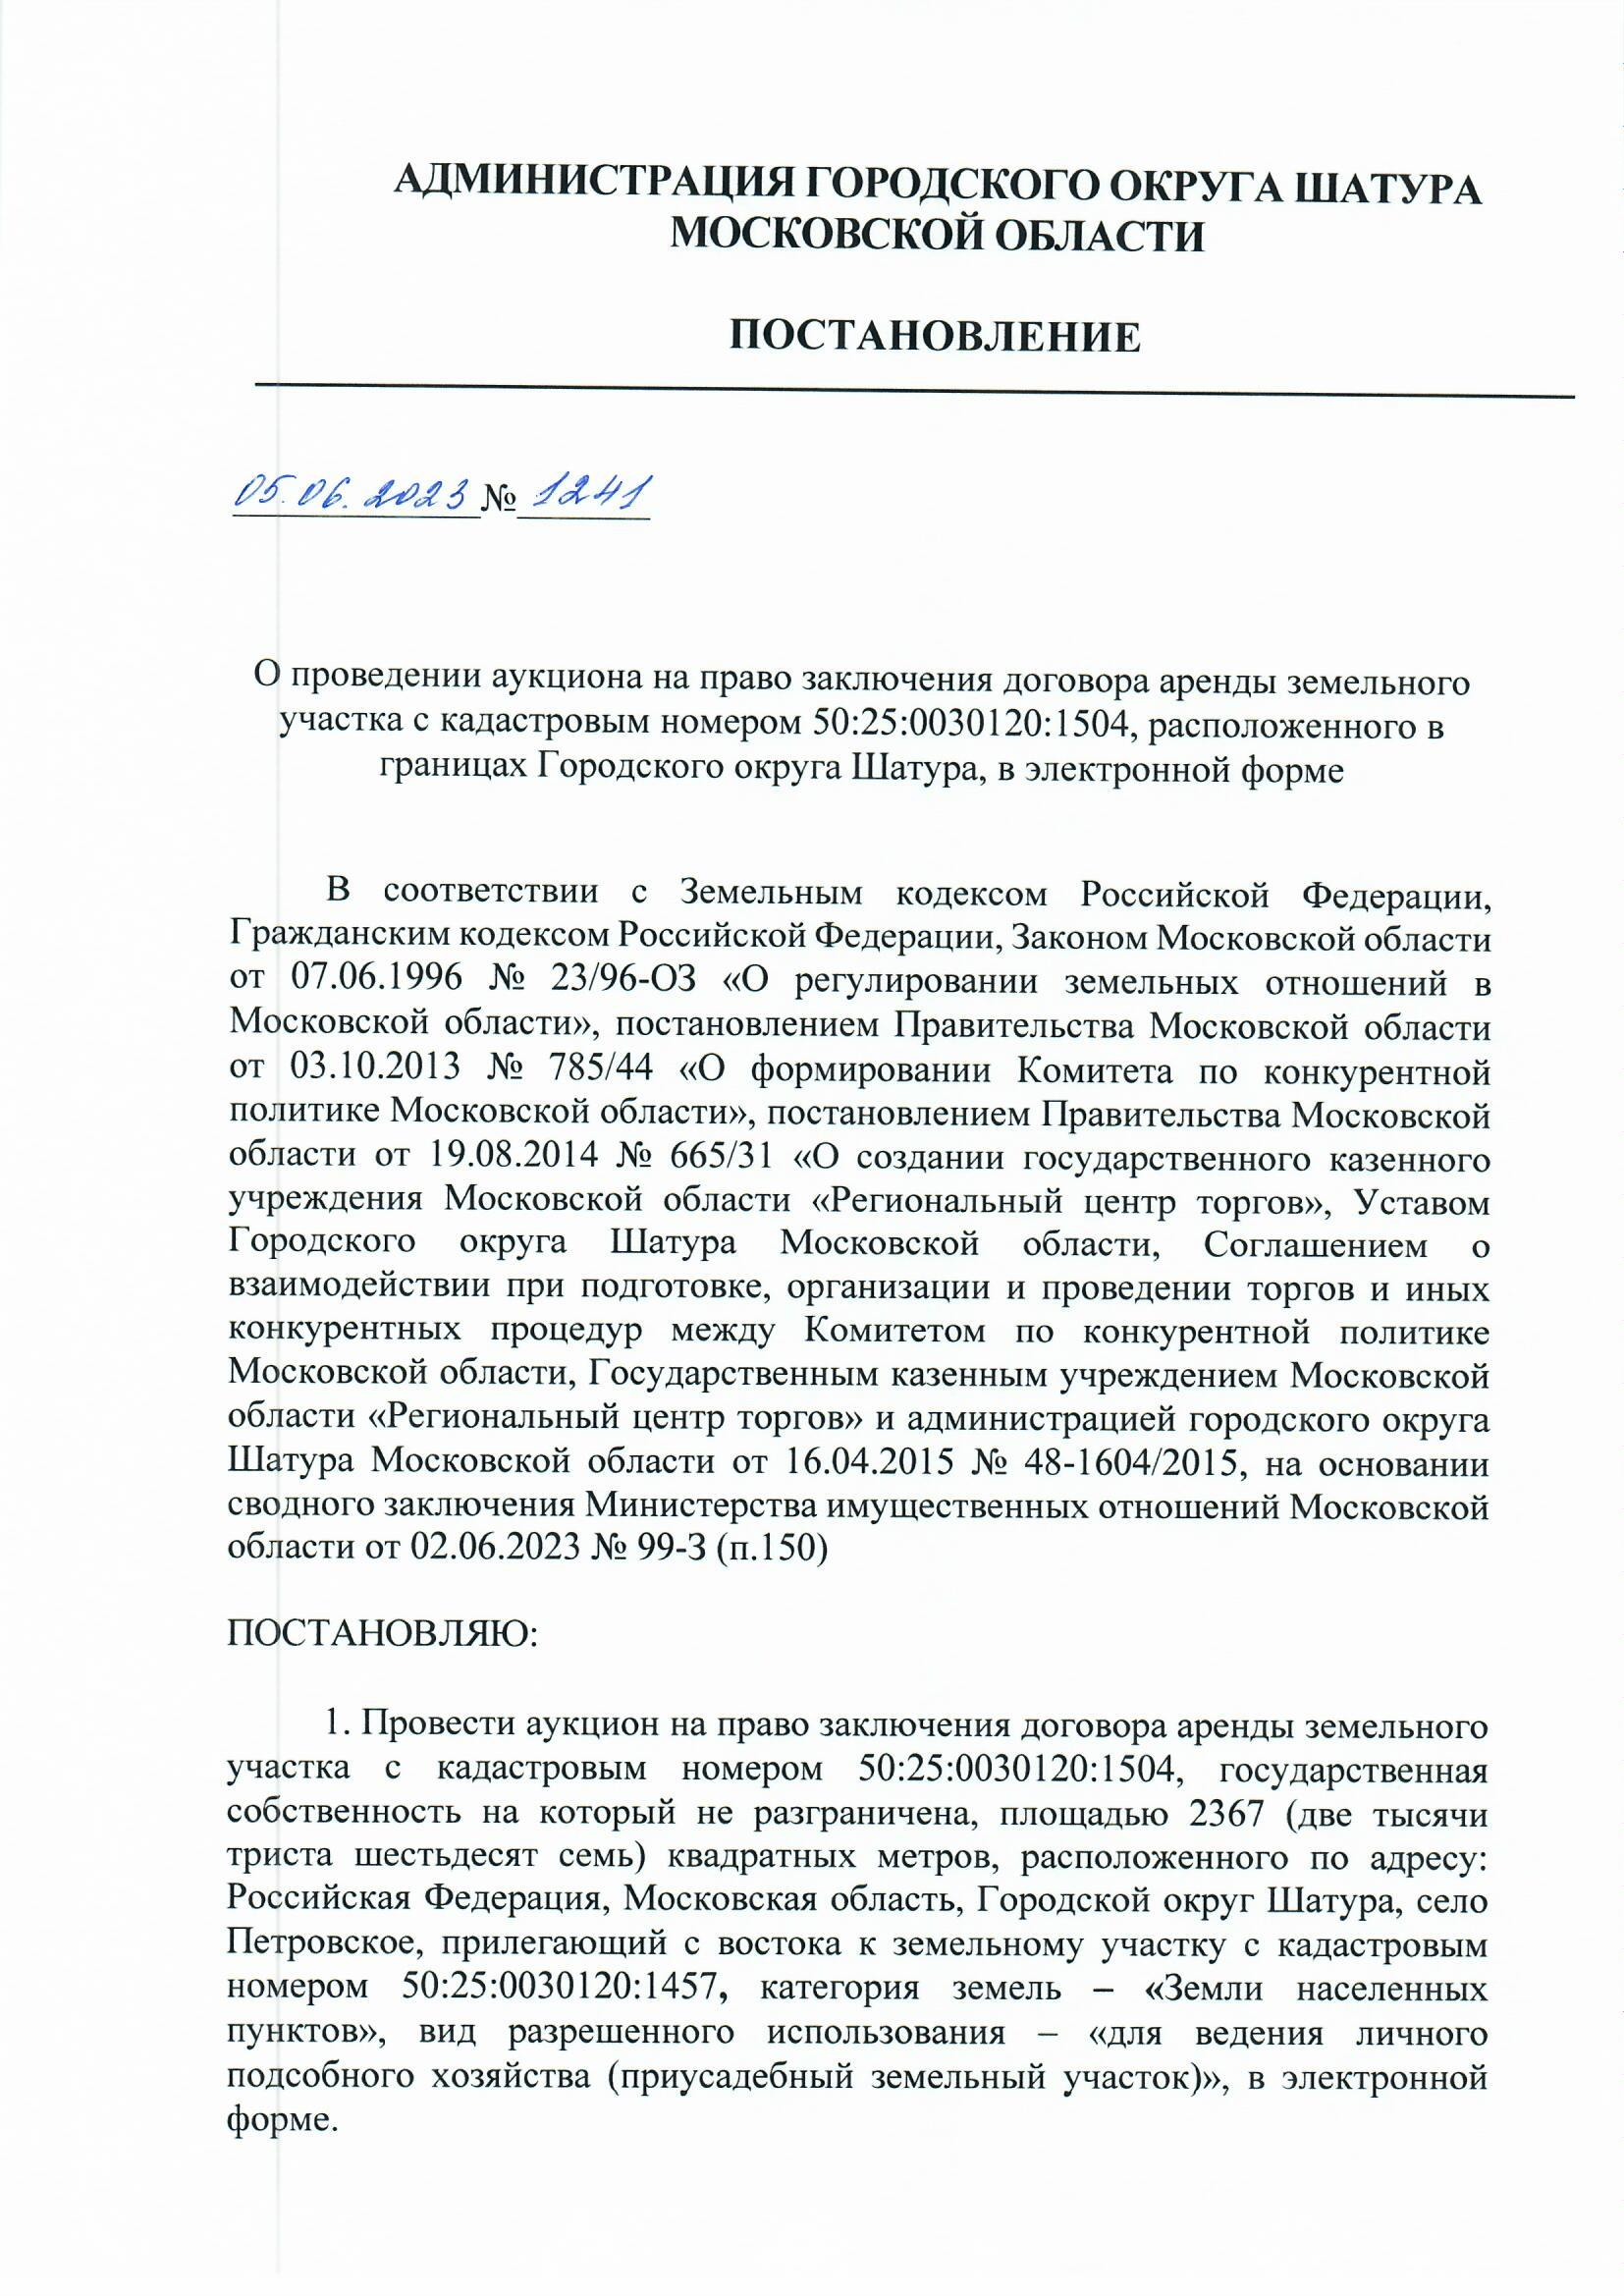 АДМИНИСТРАЦИЯ ГОРОДСКОГО ОКРУГА ШАТУРА
МОСКОВСКОЙ ОБЛАСТИ
ПОСТАНОВЛЕНИЕ
05.06.2023 № 1241
О проведении аукциона на право заключения договора аренды земельного
участка с кадастровым номером 50:25:0030120:1504, расположенного в
границах Городского округа Шатура, в электронной форме
В соответствии с Земельным кодексом Российской Федерации,
Гражданским кодексом Российской Федерации, Законом Московской области
от 07.06.1996 № 23/96-ОЗ «О регулировании земельных отношений в
Московской области», постановлением Правительства Московской области
от 03.10.2013 № 785/44 «О формировании Комитета по конкурентной
политике Московской области», постановлением Правительства Московской
области от 19.08.2014 № 665/31 «О создании государственного казенного
учреждения Московской области «Региональный центр торгов», Уставом
Городского округа Шатура Московской области, Соглашением о
взаимодействии при подготовке, организации и проведении торгов и иных
конкурентных процедур между Комитетом по конкурентной политике
Московской области, Государственным казенным учреждением Московской
области «Региональный центр торгов» и администрацией городского округа
Шатура Московской области от 16.04.2015 № 48-1604/2015, на основании
сводного заключения Министерства имущественных отношений Московской
области от 02.06.2023 № 99-З (п.150)
ПОСТАНОВЛЯЮ:
1. Провести аукцион на право заключения договора аренды земельного
участка с кадастровым номером 50:25:0030120:1504, государственная
собственность на который не разграничена, площадью 2367 (две тысячи
триста шестьдесят семь) квадратных метров, расположенного по адресу:
Российская Федерация, Московская область, Городской округ Шатура, село
Петровское, прилегающий с востока к земельному участку с кадастровым
номером 50:25:0030120:1457, категория земель – «Земли населенных
пунктов», вид разрешенного использования – «для ведения личного
подсобного хозяйства (приусадебный земельный участок)», в электронной
форме.